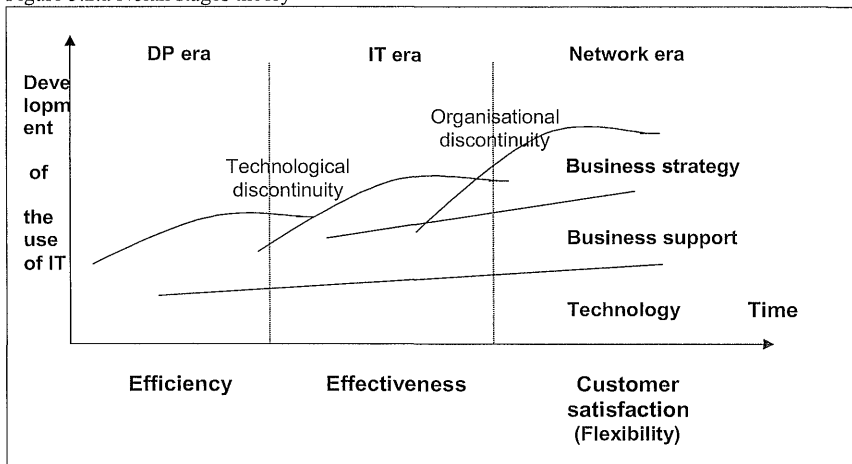 DP era
IT era
Network era
Deve
lopm
ent
of
the
use
of IT
Technological
discontinuity
Organisational
discontinuity
Business strategy
Business support
Technology
Time
Efficiency
Effectiveness
Customer
satisfaction
(Flexibility)